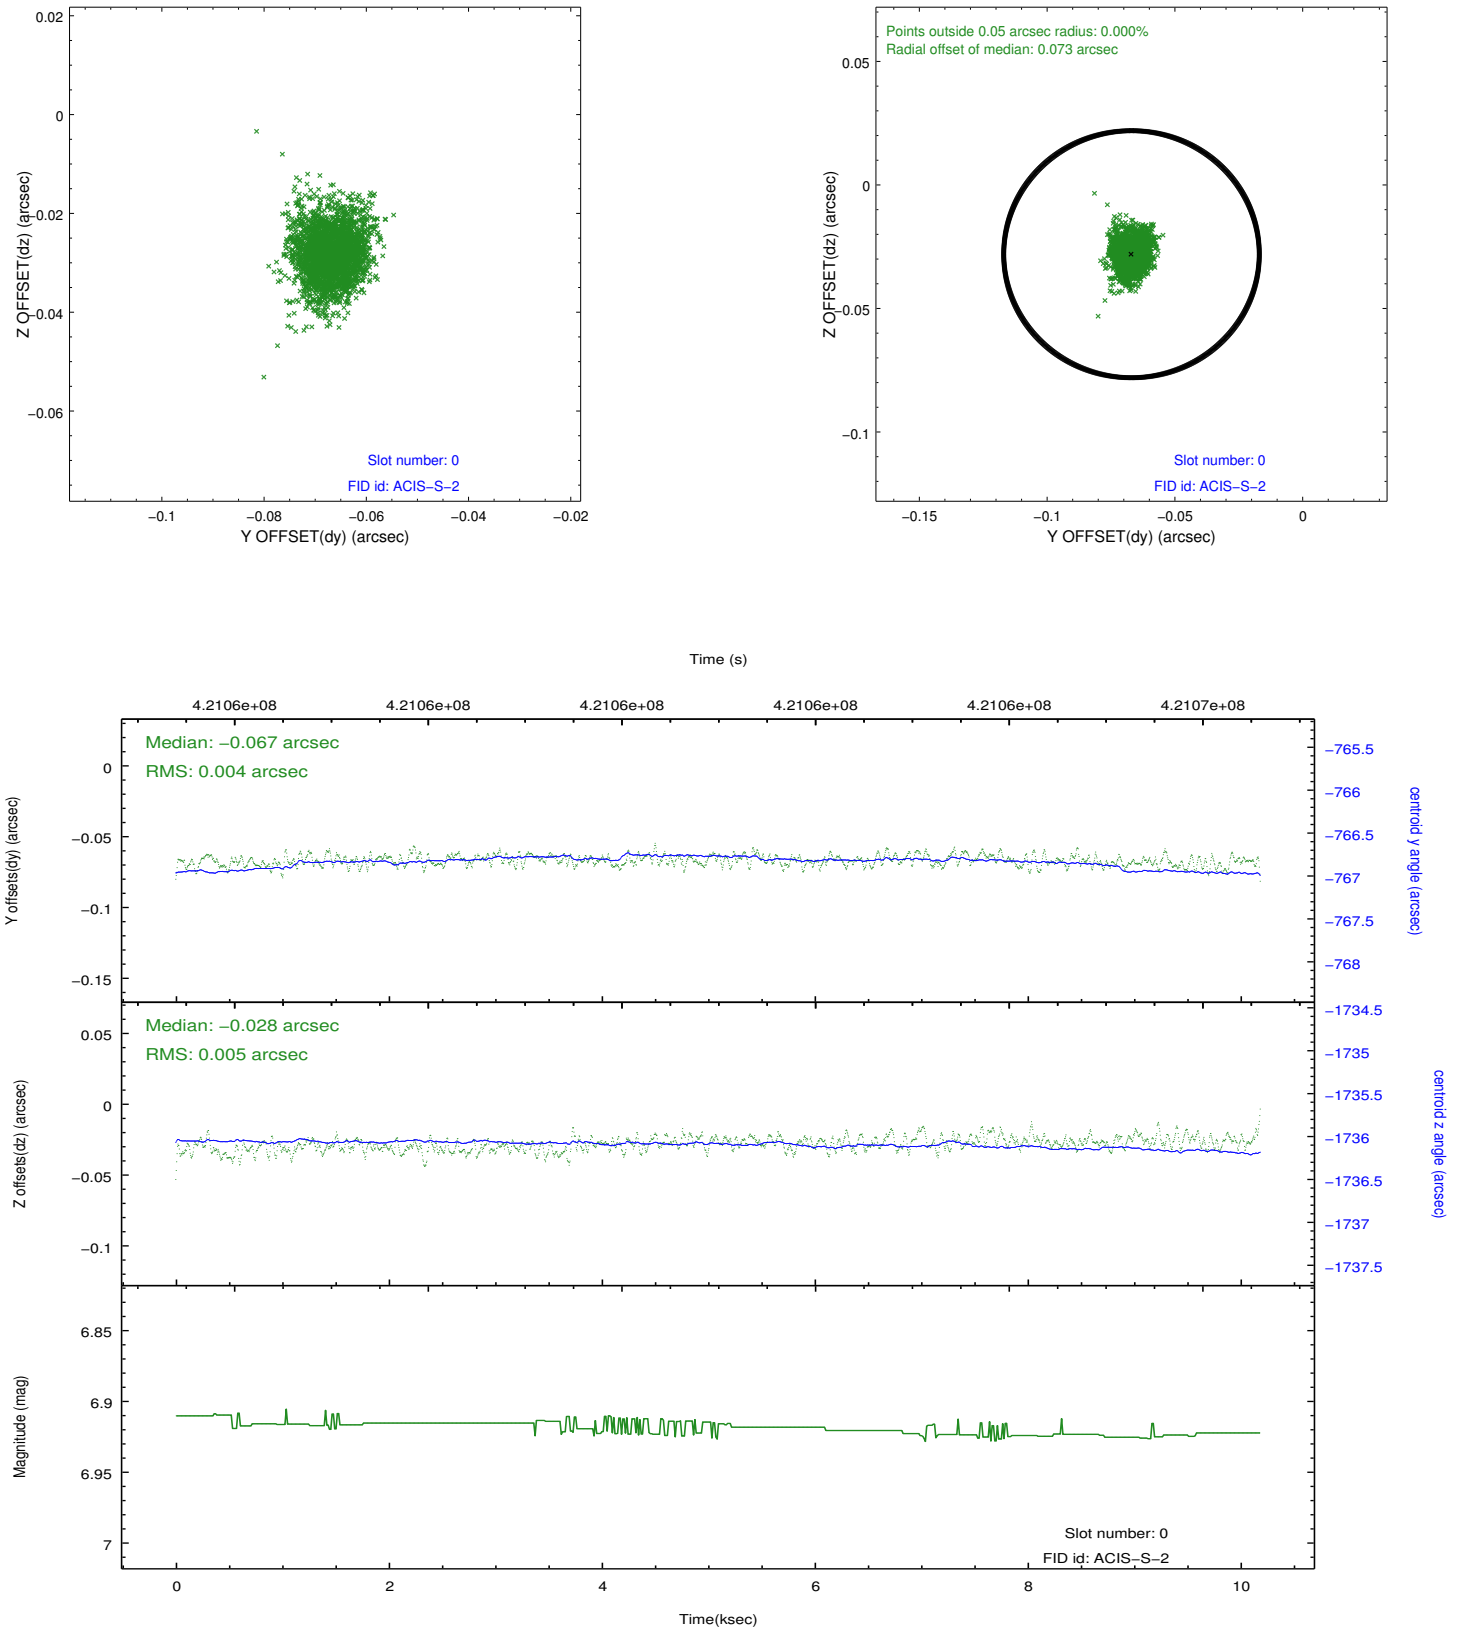 0.02
0
−0.02
−0.04
−0.06
Z OFFSET(dz) (arcsec)
Slot number: 0
FID id: ACIS−S−2
−0.1
−0.08
−0.06
−0.04
−0.02
Y OFFSET(dy) (arcsec)
Points outside 0.05 arcsec radius: 0.000%
Radial offset of median: 0.073 arcsec
0.05
0
−0.05
−0.1
Z OFFSET(dz) (arcsec)
Slot number: 0
FID id: ACIS−S−2
−0.15
−0.1
−0.05
0
Y OFFSET(dy) (arcsec)
Time (s)
4.2106e+08 4.2106e+08 4.2106e+08 4.2106e+08 4.2106e+08 4.2107e+08
Median: −0.067 arcsec
RMS: 0.004 arcsec
0
−0.05
−0.1
−0.15
Y offsets(dy) (arcsec)
−765.5
−766
−766.5
−767
−767.5
−768
centroid y angle (arcsec)
Median: −0.028 arcsec
RMS: 0.005 arcsec
0.05
0
−0.05
−0.1
Z offsets(dz) (arcsec)
−1734.5
−1735
−1735.5
−1736
−1736.5
−1737
−1737.5
centroid z angle (arcsec)
6.85
6.9
6.95
7
Magnitude (mag)
Slot number: 0
FID id: ACIS−S−2
0 2 4 6 8 10
Time(ksec)